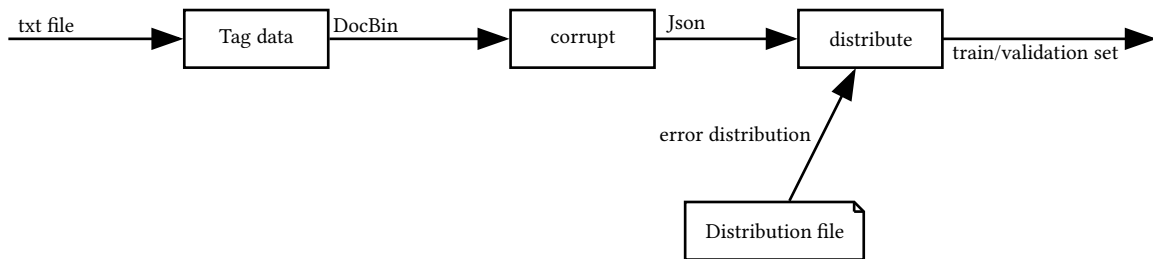 txt file
Tag data
DocBin
corrupt
Json
distribute
train/validation set
error distribution
Distribution file